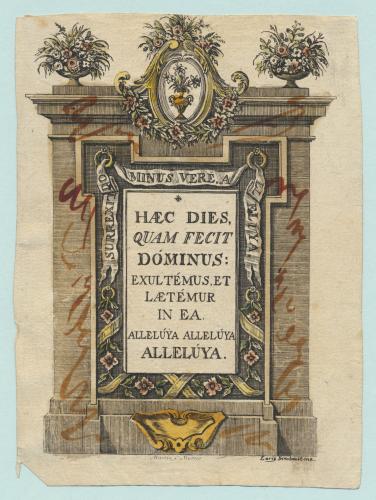 SURREXIT DOMINUS VERE. ALLELUYA
HÆC DIES,
QUAM FECIT
DÓMINUS:
EXULTÉMUS, ET
LÆTÉMUR
IN EA.
ALLELÚYA ALLELÚYA
ALLELÚYA.